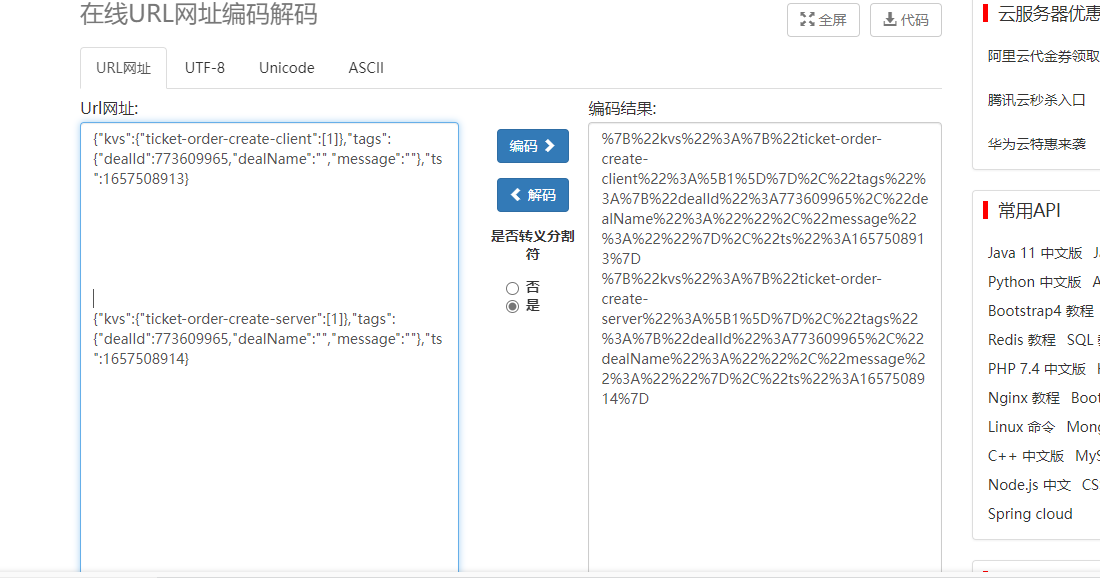 在线URL网址编码解码
全屏
代码
URL网址
UTF-8
Unicode
ASCII
Url网址:
{"kvs":{"ticket-order-create-client":[1]},"tags":
{"dealId":773609965,"dealName":"","message":""},"ts
":1657508913}
{"kvs":{"ticket-order-create-server":[1]},"tags":
{"dealId":773609965,"dealName":"","message":""},"ts
":1657508914}
编码
解码
是否转义分割
符
否
是
编码结果:
%7B%22kvs%22%3A%7B%22ticket-order-
create-
client%22%3A%5B1%5D%7D%2C%22tags%22%
3A%7B%22dealId%22%3A773609965%2C%22de
alName%22%3A%22%22%2C%22message%22
%3A%22%22%7D%2C%22ts%22%3A165750891
3%7D
%7B%22kvs%22%3A%7B%22ticket-order-
create-
server%22%3A%5B1%5D%7D%2C%22tags%22
%3A%7B%22dealId%22%3A773609965%2C%22
dealName%22%3A%22%22%2C%22message%2
2%3A%22%22%7D%2C%22ts%22%3A16575089
14%7D
云服务器优惠
阿里云代金券领取
腾讯云秒杀入口
华为云特惠来袭
常用API
Java 11 中文版 J
Python 中文版 A
Bootstrap4 教程
Redis 教程 SQL
PHP 7.4 中文版
Nginx 教程 Boot
Linux 命令 Mong
C++ 中文版 MyS
Node.js 中文 CS
Spring cloud